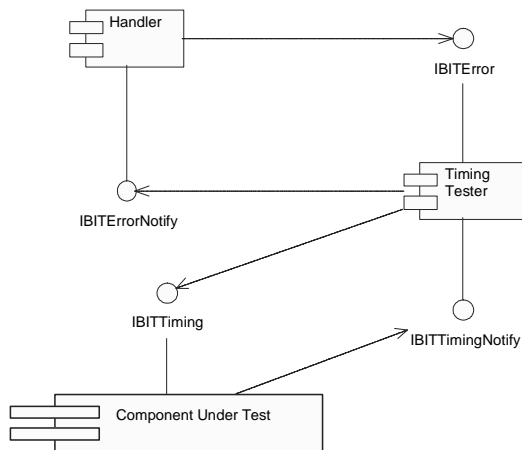 Handler
IBITError
Timing
Tester
IBITErrorNotify
IBITTiming
IBITTimingNotify
Component Under Test